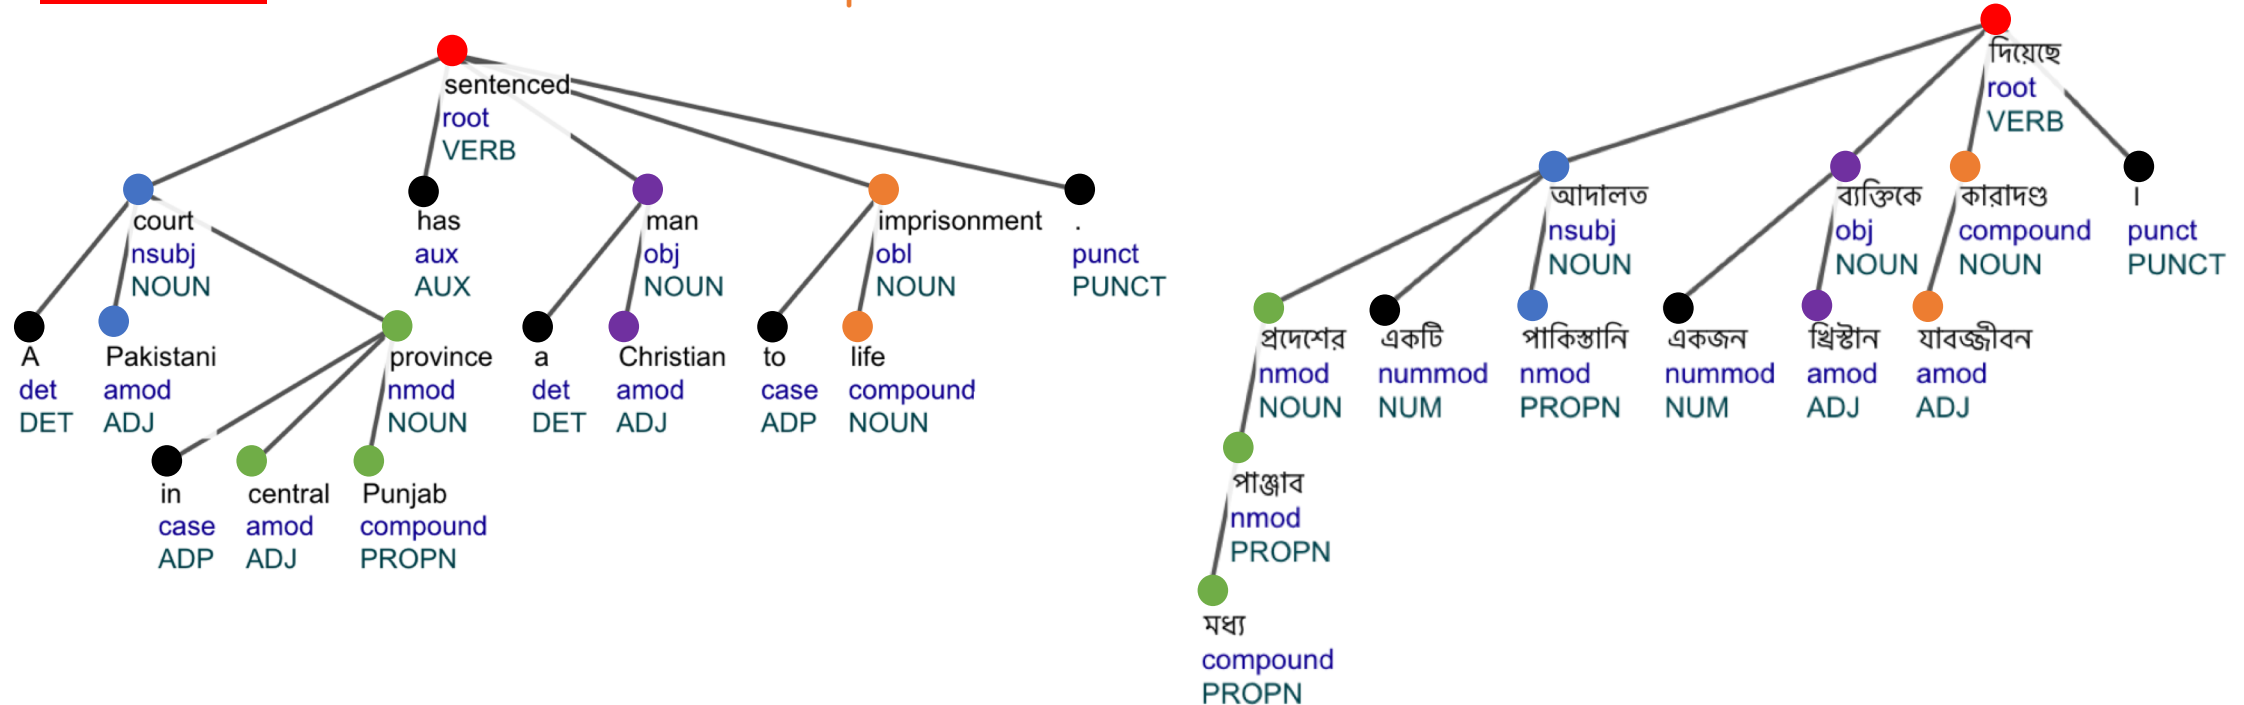 sentenced
root
VERB
court
nsubj
NOUN
has
aux
AUX
man
obj
NOUN
imprisonment
obl
NOUN
.
punct
PUNCT
A
det
DET
Pakistani
amod
ADJ
province
nmod
NOUN
a
det
DET
Christian
amod
ADJ
to
case
ADP
life
compound
NOUN
in
case
ADP
central
amod
ADJ
Punjab
compound
PROPN
দিয়েছে
root
VERB
আদালত
nsubj
NOUN
ব্যক্তিকে
obj
NOUN
কারাদণ্ড
compound
NOUN
।
punct
PUNCT
প্রদেশের
nmod
NOUN
একটি
nummod
NUM
পাকিস্তানি
nmod
PROPN
একজন
nummod
NUM
খ্রিস্টান
amod
ADJ
যাবজ্জীবন
amod
ADJ
পাঞ্জাব
nmod
PROPN
মধ্য
compound
PROPN